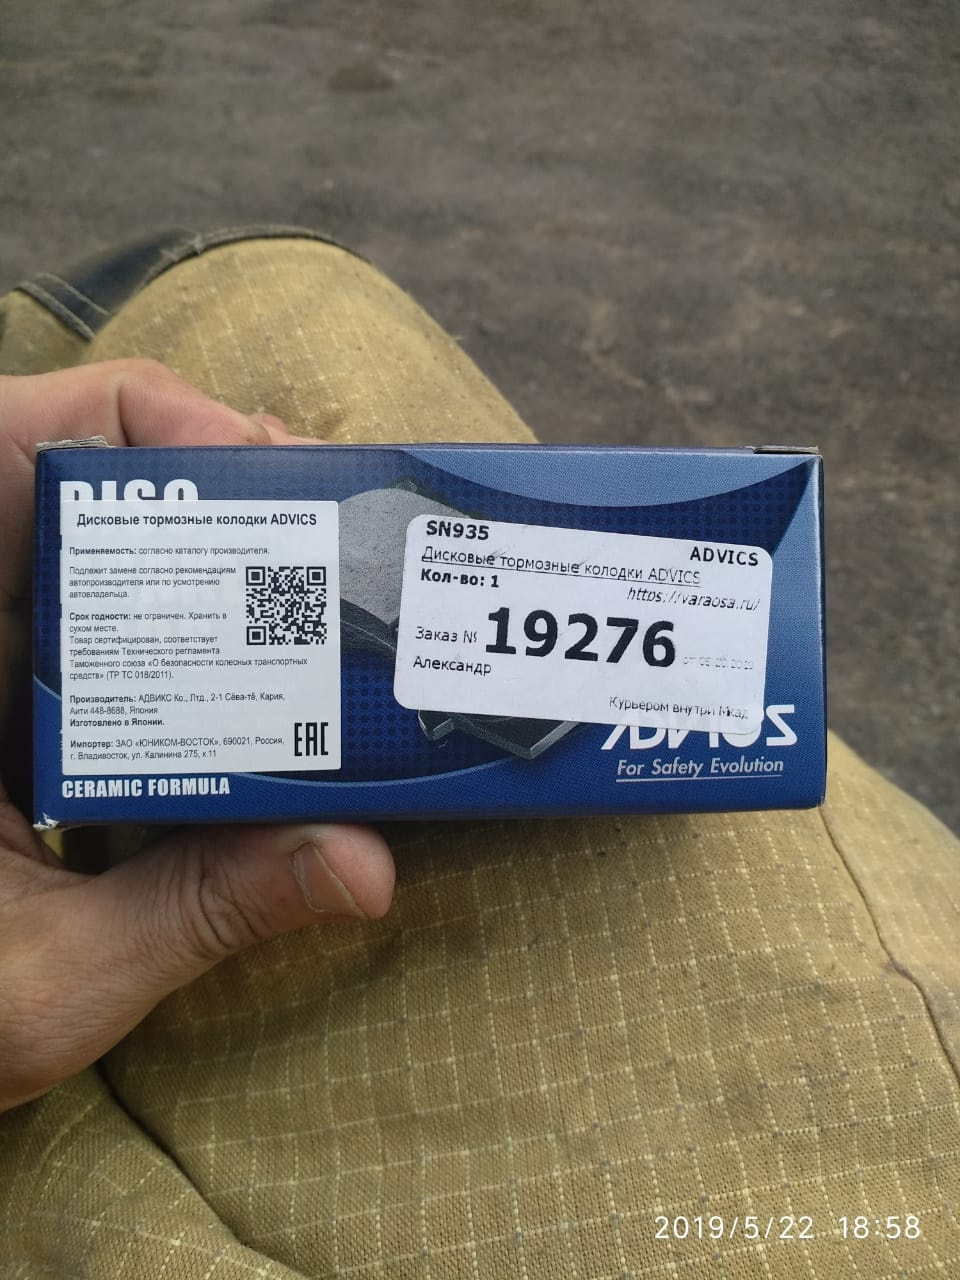 DISC
Дисковые тормозные колодки ADVICS
Применяемость: согласно каталогу производителя.
Подлежит замене согласно рекомендациям
автопроизводителя или по усмотрению
автовладельца.
Срок годности: не ограничен. Хранить в
сухом месте.
Товар сертифицирован, соответствует
требованиям Технического регламента
Таможенного союза «О безопасности колесных транспортных
средств» (ТР ТС 018/2011).
Производитель: АДВИКС Ко., Лтд., 2-1 Сёва-тё, Кария,
Аити 448-8688, Япония
Изготовлено в Японии.
Импортер: ЗАО «ЮНИКОМ-ВОСТОК», 690021, Россия,
г. Владивосток, ул. Калинина 275, к.11
EAC
CERAMIC FORMULA
SN935
ADVICS
Дисковые тормозные колодки ADVICS
Кол-во: 1
https://varaosa.ru/
Заказ № 19276
Александр
Курьером внутри Мкад
ADVICS
For Safety Evolution
2019/5/22 18:58